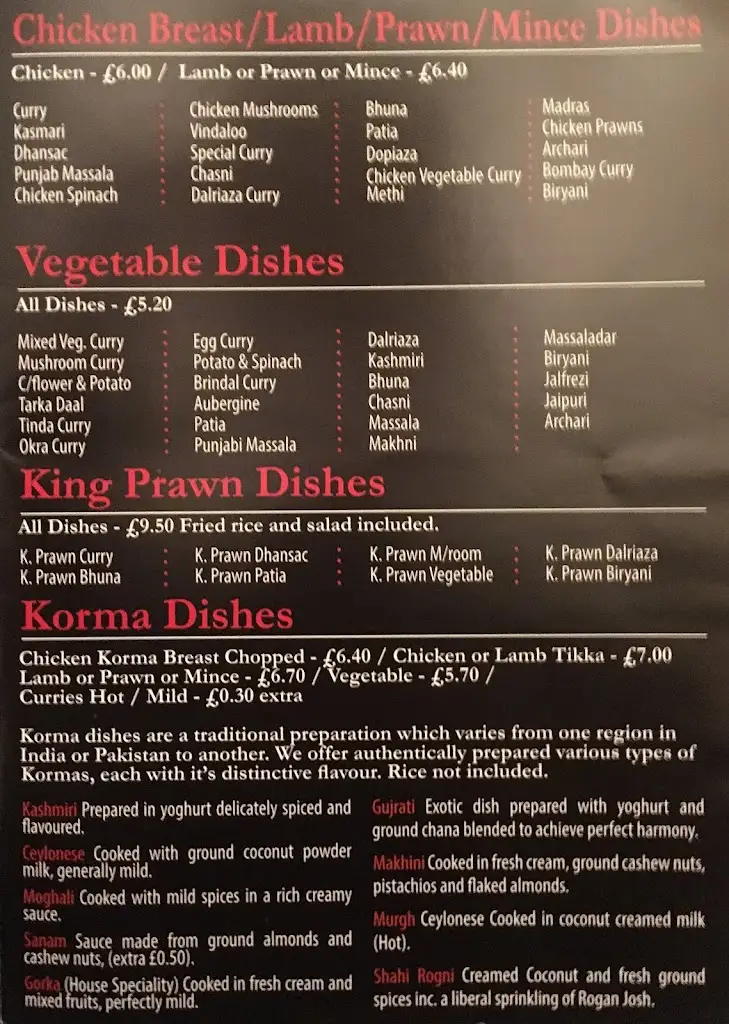 Chicken Breast/Lamb/Prawn/Mince Dishes
Chicken - £6.00 / Lamb or Prawn or Mince - £6.40
Curry
Kasmari
Dhansac
Punjab Massala
Chicken Spinach
Chicken Mushrooms
Vindaloo
Special Curry
Chasni
Dalriaza Curry
Bhuna
Patia
Dopiaza
Chicken Vegetable Curry
Methi
Madras
Chicken Prawns
Archari
Bombay Curry
Biryani
Vegetable Dishes
All Dishes - £5.20
Mixed Veg. Curry
Mushroom Curry
C/flower & Potato
Tarka Daal
Tinda Curry
Okra Curry
Egg Curry
Potato & Spinach
Brindal Curry
Aubergine
Patia
Punjabi Massala
Dalriaza
Kashmiri
Bhuna
Chasni
Massala
Makhni
Massaladar
Biryani
Jalfrezi
Jaipuri
Archari
King Prawn Dishes
All Dishes - £9.50 Fried rice and salad included.
K. Prawn Curry
K. Prawn Bhuna
K. Prawn Dhansac
K. Prawn Patia
K. Prawn M/room
K. Prawn Vegetable
K. Prawn Dalriaza
K. Prawn Biryani
Korma Dishes
Chicken Korma Breast Chopped - £6.40 / Chicken or Lamb Tikka - £7.00
Lamb or Prawn or Mince - £6.70 / Vegetable - £5.70 /
Curries Hot / Mild - £0.30 extra
Korma dishes are a traditional preparation which varies from one region in
India or Pakistan to another. We offer authentically prepared various types of
Kormas, each with it's distinctive flavour. Rice not included.
Kashmiri Prepared in yoghurt delicately spiced and
flavoured.
Ceylonese Cooked with ground coconut powder
milk, generally mild.
Moghali Cooked with mild spices in a rich creamy
sauce.
Sanam Sauce made from ground almonds and
cashew nuts, (extra £0.50).
Gorka (House Speciality) Cooked in fresh cream and
mixed fruits, perfectly mild.
Gujrati Exotic dish prepared with yoghurt and
ground chana blended to achieve perfect harmony.
Makhini Cooked in fresh cream, ground cashew nuts,
pistachios and flaked almonds.
Murgh Ceylonese Cooked in coconut creamed milk
(Hot).
Shahi Rogni Creamed Coconut and fresh ground
spices inc. a liberal sprinkling of Rogan Josh.